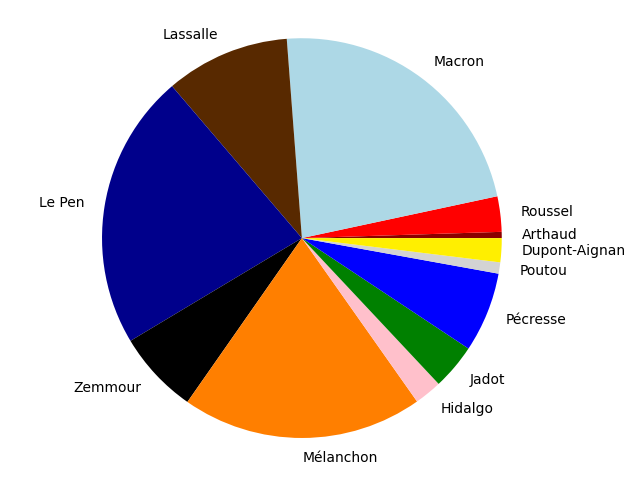 Lassalle
Macron
Le Pen
Roussel
Arthaud
Dupont-Aignan
Poutou
Pécresse
Zemmour
Jadot
Hidalgo
Mélanchon